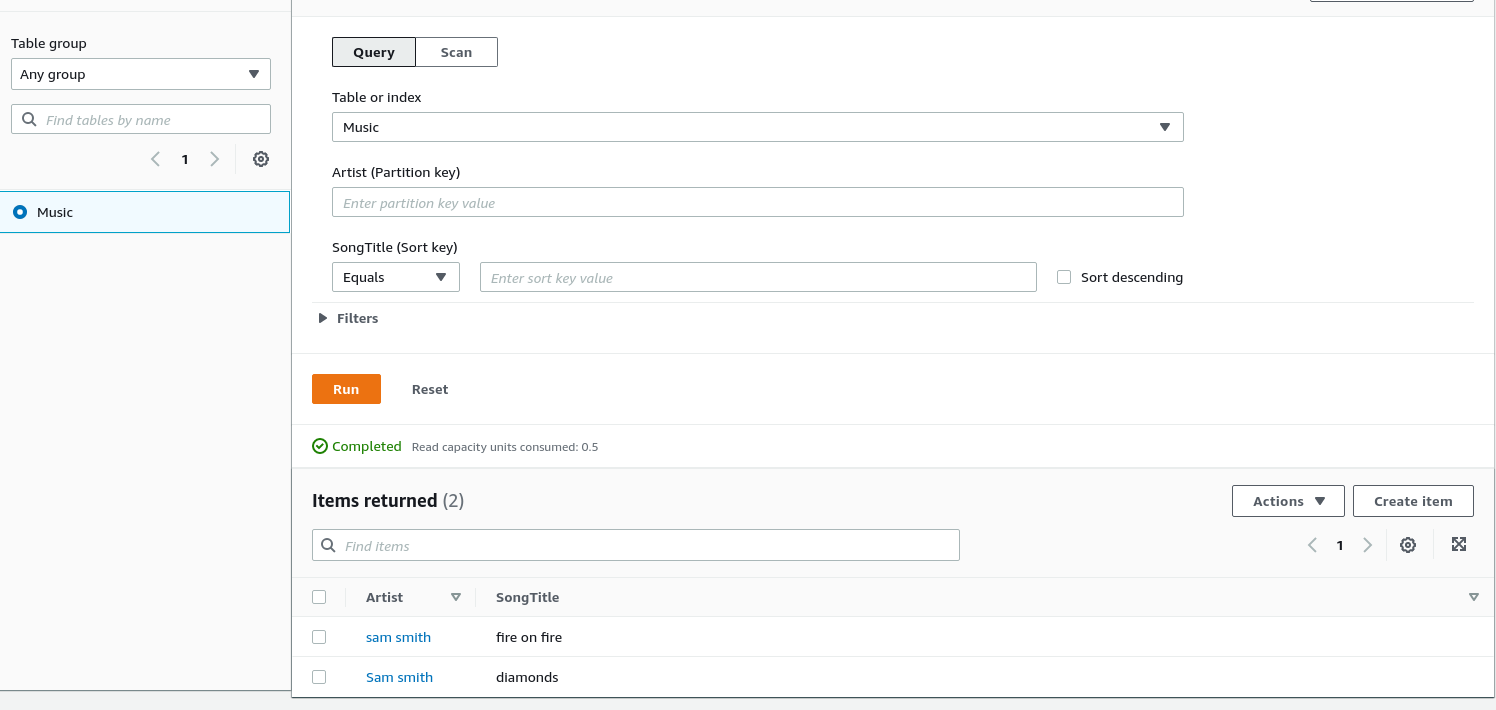 Table group
Any group
Find tables by name
1
Music
Query Scan
Table or index
Music
Artist (Partition key)
Enter partition key value
SongTitle (Sort key)
Equals Enter sort key value Sort descending
Filters
Run Reset
Completed Read capacity units consumed: 0.5
Items returned (2) Actions Create item
Find items 1
Artist SongTitle
sam smith fire on fire
Sam smith diamonds